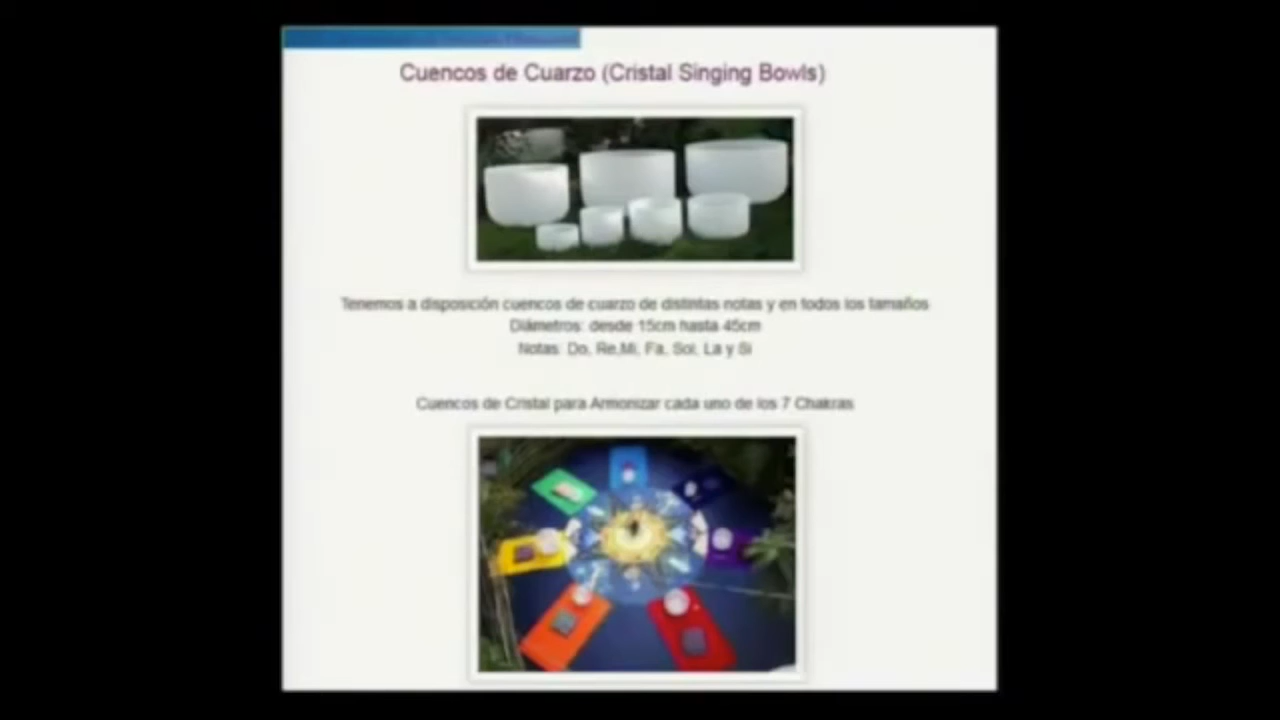 Cuencos de Cuarzo (Cristal Singing Bowls)
Tenemos a disposición cuencos de cuarzo de distintas notas y en todos los tamaños
Diámetros: desde 15cm hasta 45cm
Notas: Do, Re,Mi, Fa, Sol, La y Si
Cuencos de Cristal para Armonizar cada uno de los 7 Chakras